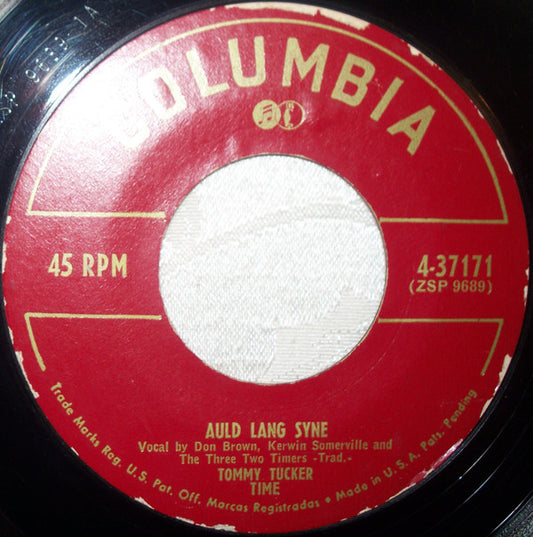 COLUMBIA
45 RPM
4-37171
(ZSP 9689)
AULD LANG SYNE
Vocal by Don Brown, Kerwin Somerville and
The Three Two Timers -Trad.-
TOMMY TUCKER
TIME
Trade Marks Reg. U.S. Pat. Off. Marcas Registradas • Made in U.S.A. Pats. Pending